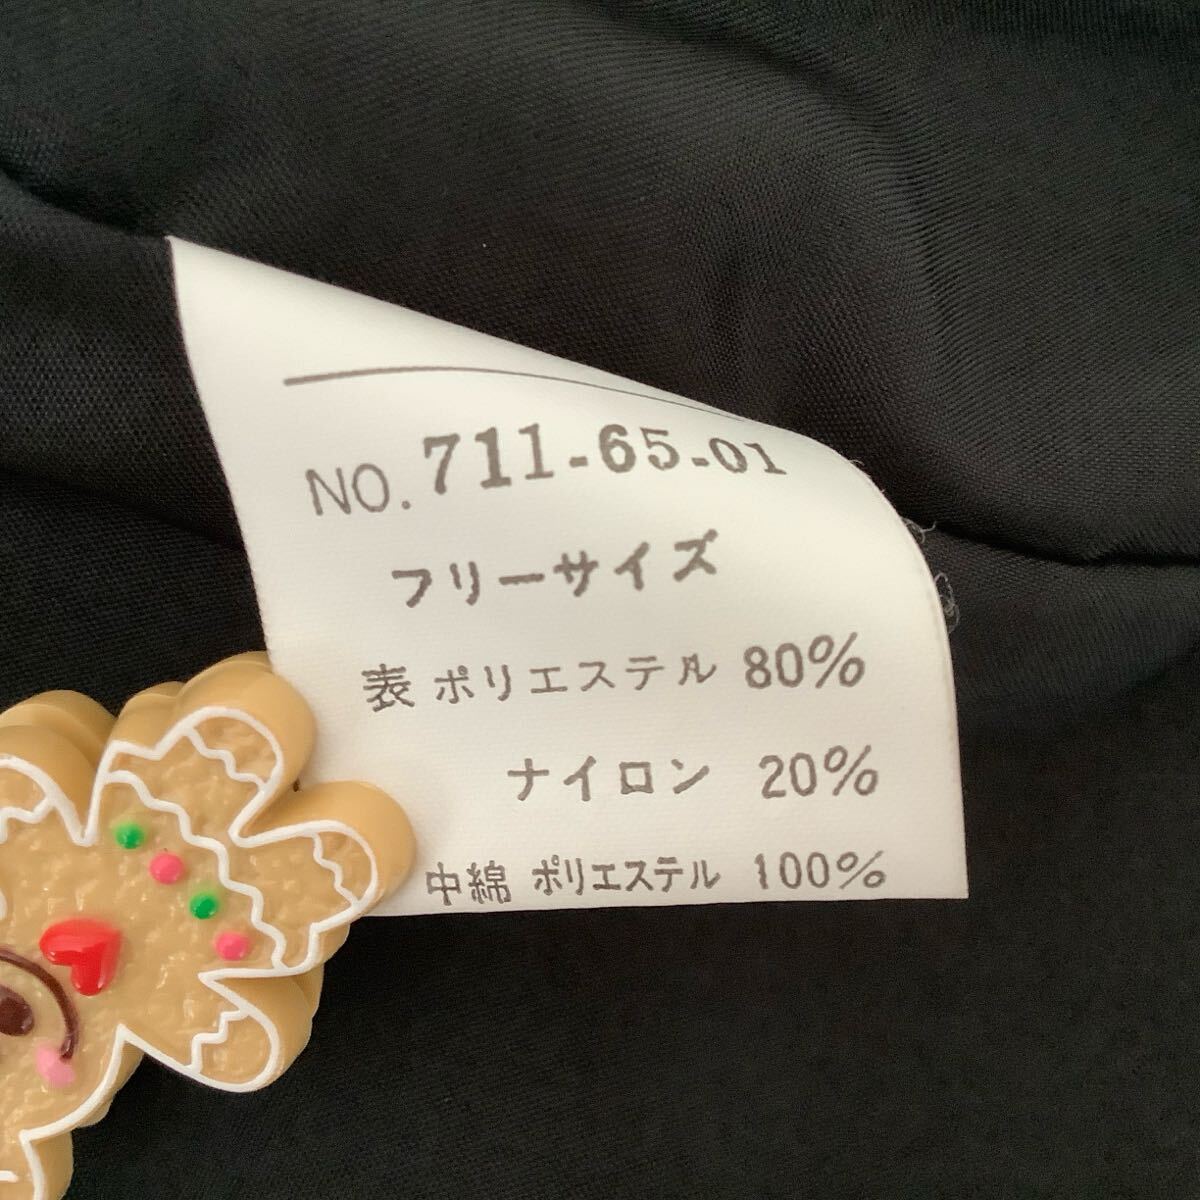 NO. 711-65-01
フリーサイズ
表 ポリエステル 80%
ナイロン 20%
中綿 ポリエステル 100%